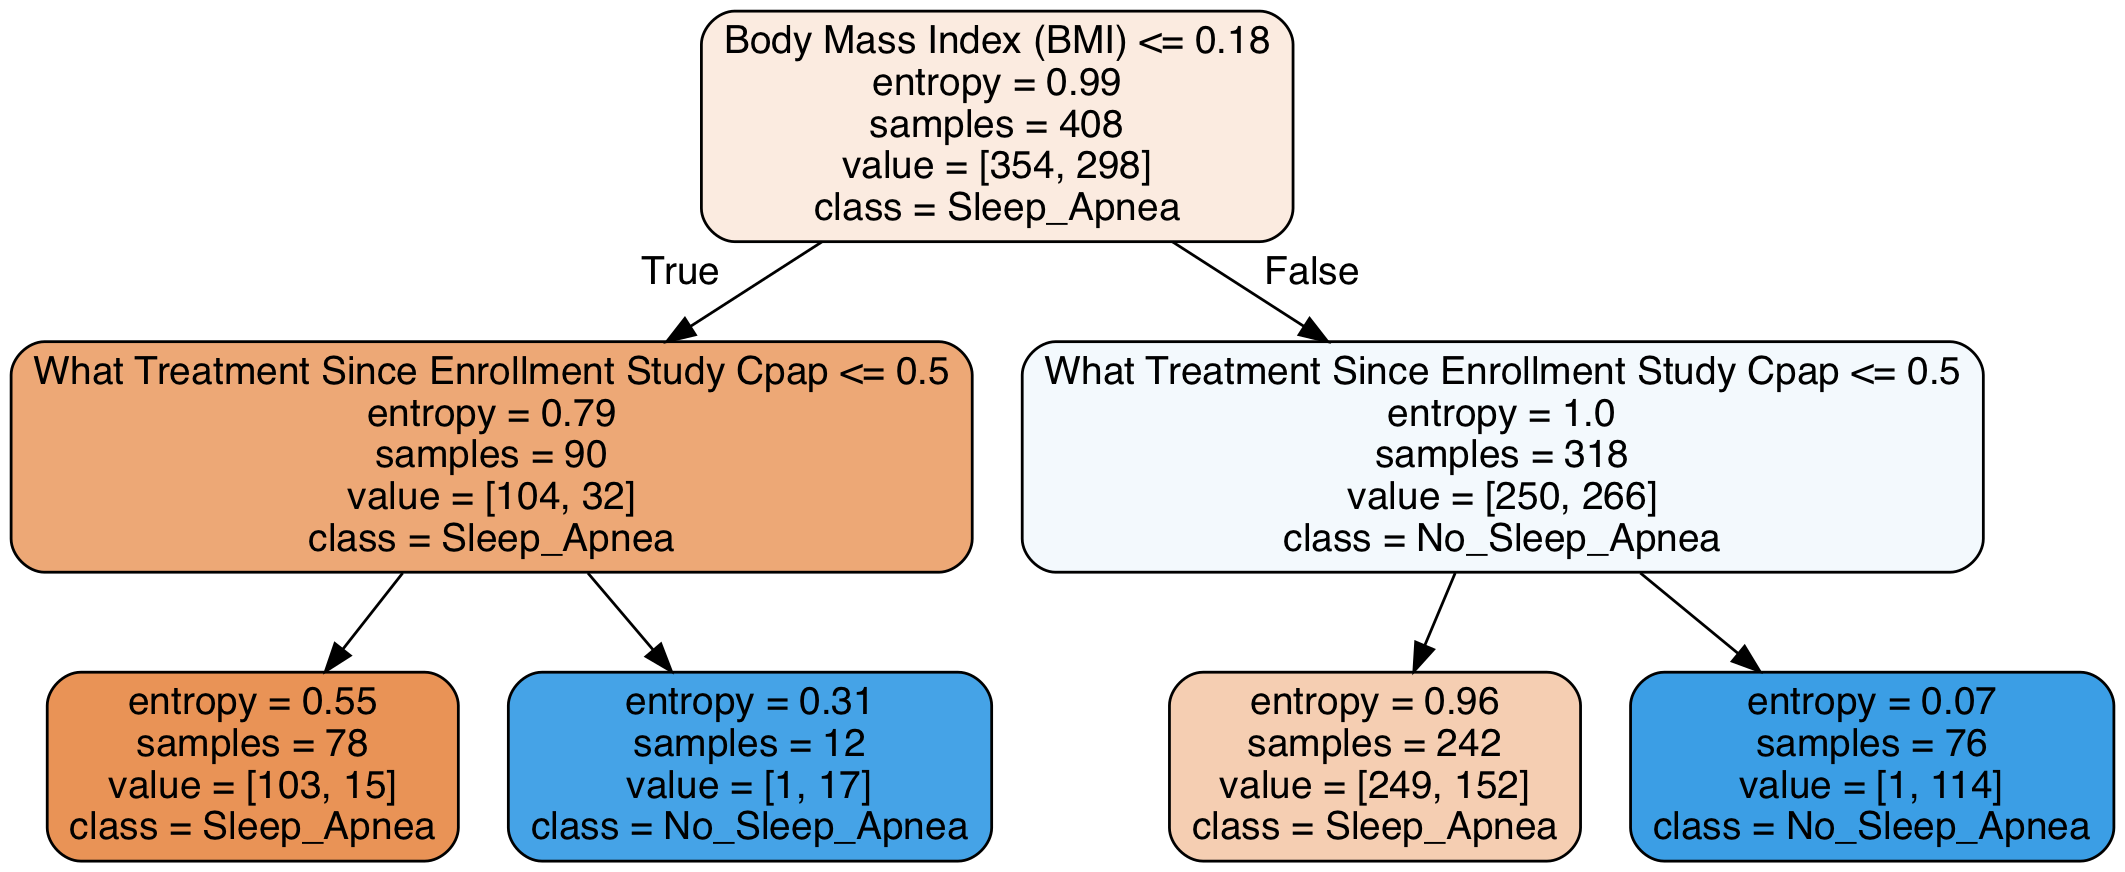 Body Mass Index (BMI) <= 0.18
entropy = 0.99
samples = 408
value = [354, 298]
class = Sleep_Apnea
True
False
What Treatment Since Enrollment Study Cpap <= 0.5
entropy = 0.79
samples = 90
value = [104, 32]
class = Sleep_Apnea
What Treatment Since Enrollment Study Cpap <= 0.5
entropy = 1.0
samples = 318
value = [250, 266]
class = No_Sleep_Apnea
entropy = 0.55
samples = 78
value = [103, 15]
class = Sleep_Apnea
entropy = 0.31
samples = 12
value = [1, 17]
class = No_Sleep_Apnea
entropy = 0.96
samples = 242
value = [249, 152]
class = Sleep_Apnea
entropy = 0.07
samples = 76
value = [1, 114]
class = No_Sleep_Apnea